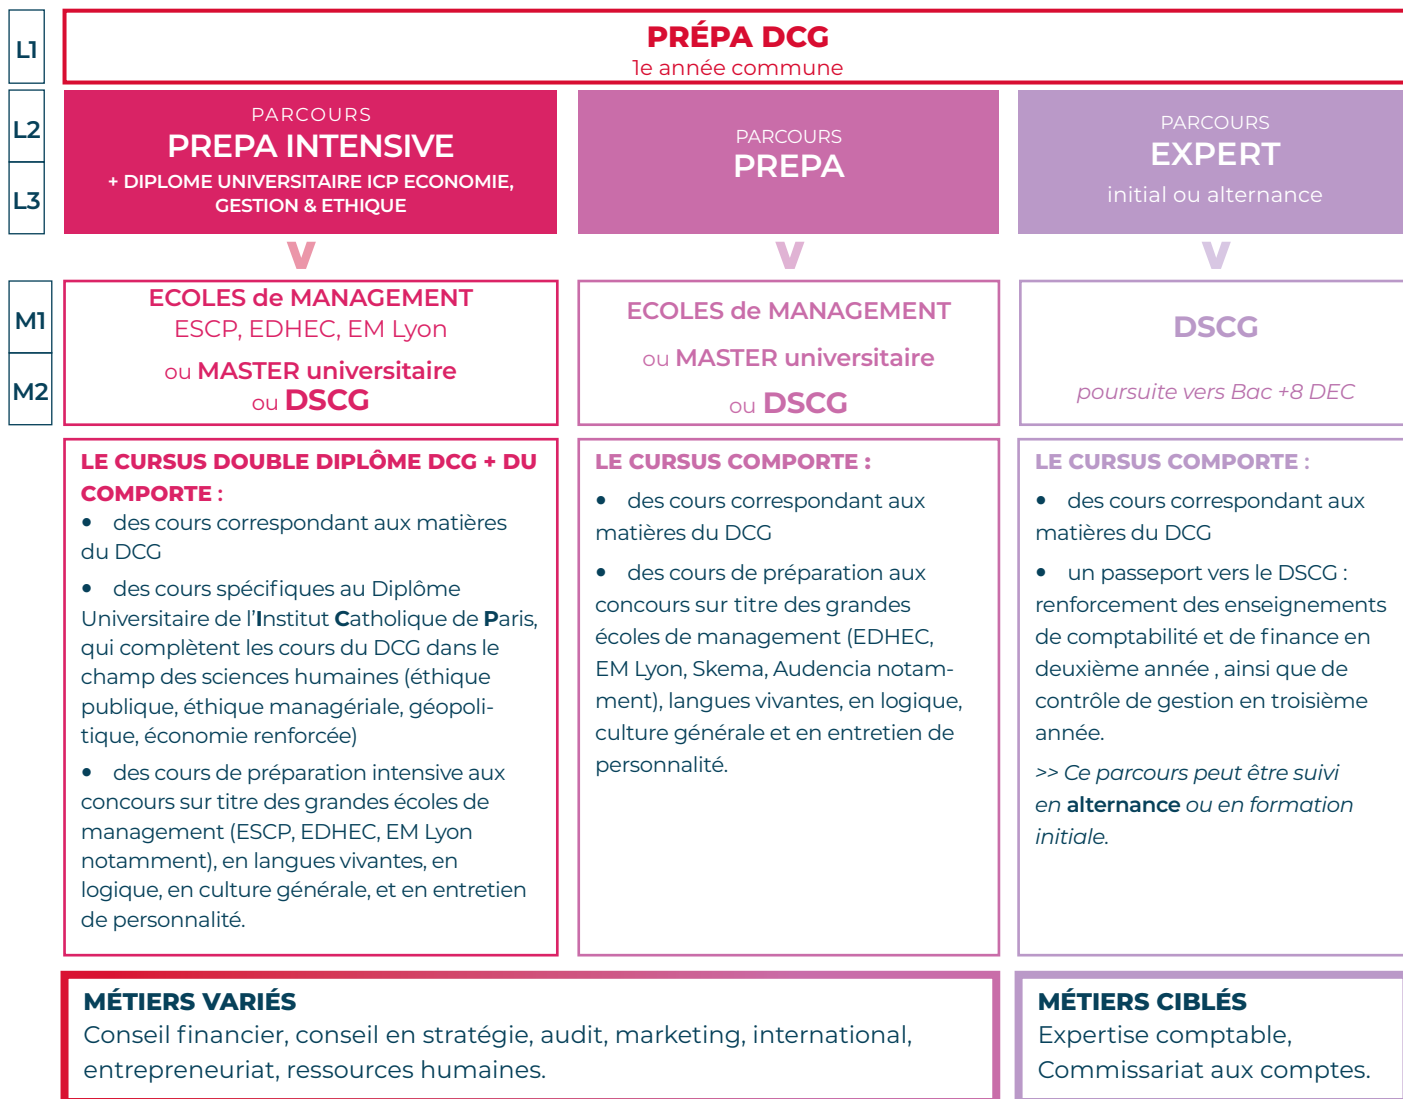 L1
PRÉPA DCG
1e année commune
L2
L3
PARCOURS
PREPA INTENSIVE
+ DIPLOME UNIVERSITAIRE ICP ECONOMIE,
GESTION & ETHIQUE
PARCOURS
PREPA
PARCOURS
EXPERT
initial ou alternance
M1
M2
ECOLES de MANAGEMENT
ESCP, EDHEC, EM Lyon
ou MASTER universitaire
ou DSCG
ECOLES de MANAGEMENT
ou MASTER universitaire
ou DSCG
DSCG
poursuite vers Bac +8 DEC
LE CURSUS DOUBLE DIPLÔME DCG + DU
COMPORTE :
• des cours correspondant aux matières
du DCG
• des cours spécifiques au Diplôme
Universitaire de l'Institut Catholique de Paris,
qui complètent les cours du DCG dans le
champ des sciences humaines (éthique
publique, éthique managériale, géopoli-
tique, économie renforcée)
• des cours de préparation intensive aux
concours sur titre des grandes écoles de
management (ESCP, EDHEC, EM Lyon
notamment), en langues vivantes, en
logique, en culture générale, et en entretien
de personnalité.
LE CURSUS COMPORTE :
• des cours correspondant aux
matières du DCG
• des cours de préparation aux
concours sur titre des grandes
écoles de management (EDHEC,
EM Lyon, Skema, Audencia notam-
ment), langues vivantes, en logique,
culture générale et en entretien de
personnalité.
LE CURSUS COMPORTE :
• des cours correspondant aux
matières du DCG
• un passeport vers le DSCG :
renforcement des enseignements
de comptabilité et de finance en
deuxième année , ainsi que de
contrôle de gestion en troisième
année.
>> Ce parcours peut être suivi
en alternance ou en formation
initiale.
MÉTIERS VARIÉS
Conseil financier, conseil en stratégie, audit, marketing, international,
entrepreneuriat, ressources humaines.
MÉTIERS CIBLÉS
Expertise comptable,
Commissariat aux comptes.